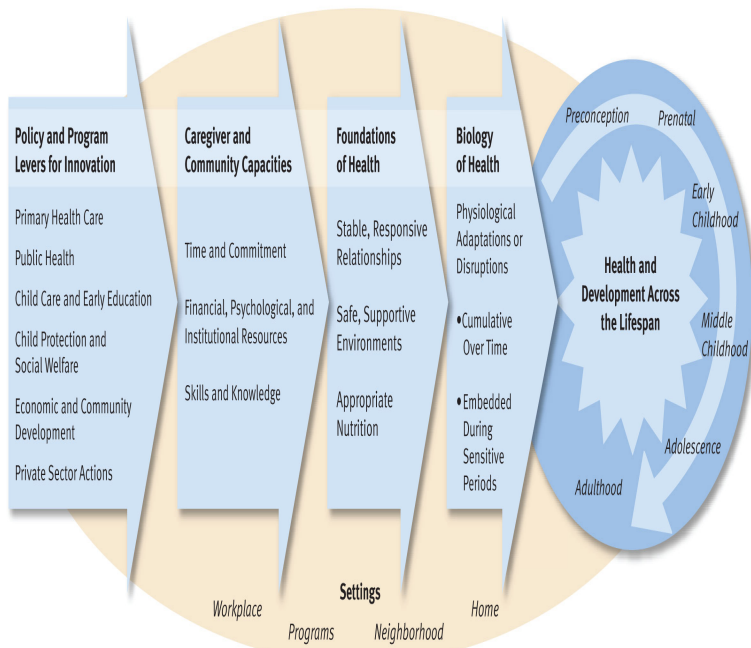 Policy and Program
Levers for Innovation
Primary Health Care
Public Health
Child Care and Early Education
Child Protection and
Social Welfare
Economic and Community
Development
Private Sector Actions
Caregiver and
Community Capacities
Time and Commitment
Financial, Psychological, and
Institutional Resources
Skills and Knowledge
Foundations
of Health
Stable, Responsive
Relationships
Safe, Supportive
Environments
Appropriate
Nutrition
Biology
of Health
Physiological
Adaptations or
Disruptions
•Cumulative
Over Time
•Embedded
During
Sensitive
Periods
Health and
Development Across
the Lifespan
Preconception
Prenatal
Early
Childhood
Middle
Childhood
Adolescence
Adulthood
Settings
Workplace
Programs
Neighborhood
Home